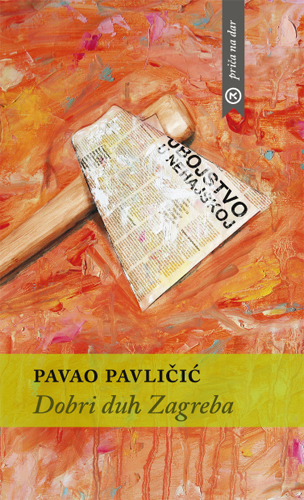 priča na dar
UBOJSTVO
U NEHAJSKOJ
PAVAO PAVLIČIĆ
Dobri duh Zagreba